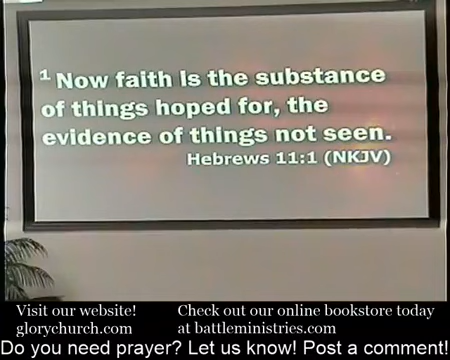 1 Now faith is the substance
of things hoped for, the
evidence of things not seen.
Hebrews 11:1 (NKJV)
Visit our website!
glorychurch.com
Check out our online bookstore today
at battleministries.com
Do you need prayer? Let us know! Post a comment!